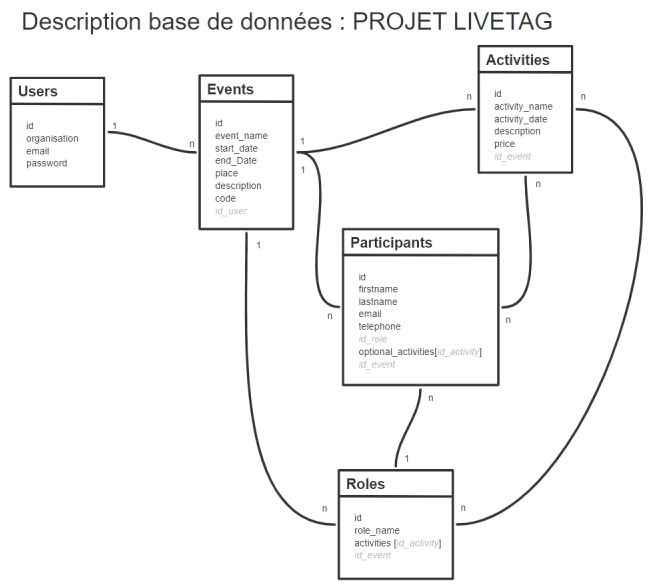 Description base de données : PROJET LIVETAG
Users
id
organisation
email
password
1
n
Events
id
event_name
start_date
end_Date
place
description
code
id_user
1
1
1
n
Activities
id
activity_name
activity_date
description
price
id_event
n
n
Participants
id
firstname
lastname
email
telephone
id_role
optional_activities[id_activity]
id_event
n
n
n
1
Roles
id
role_name
activities [id_activity]
id_event
n
n